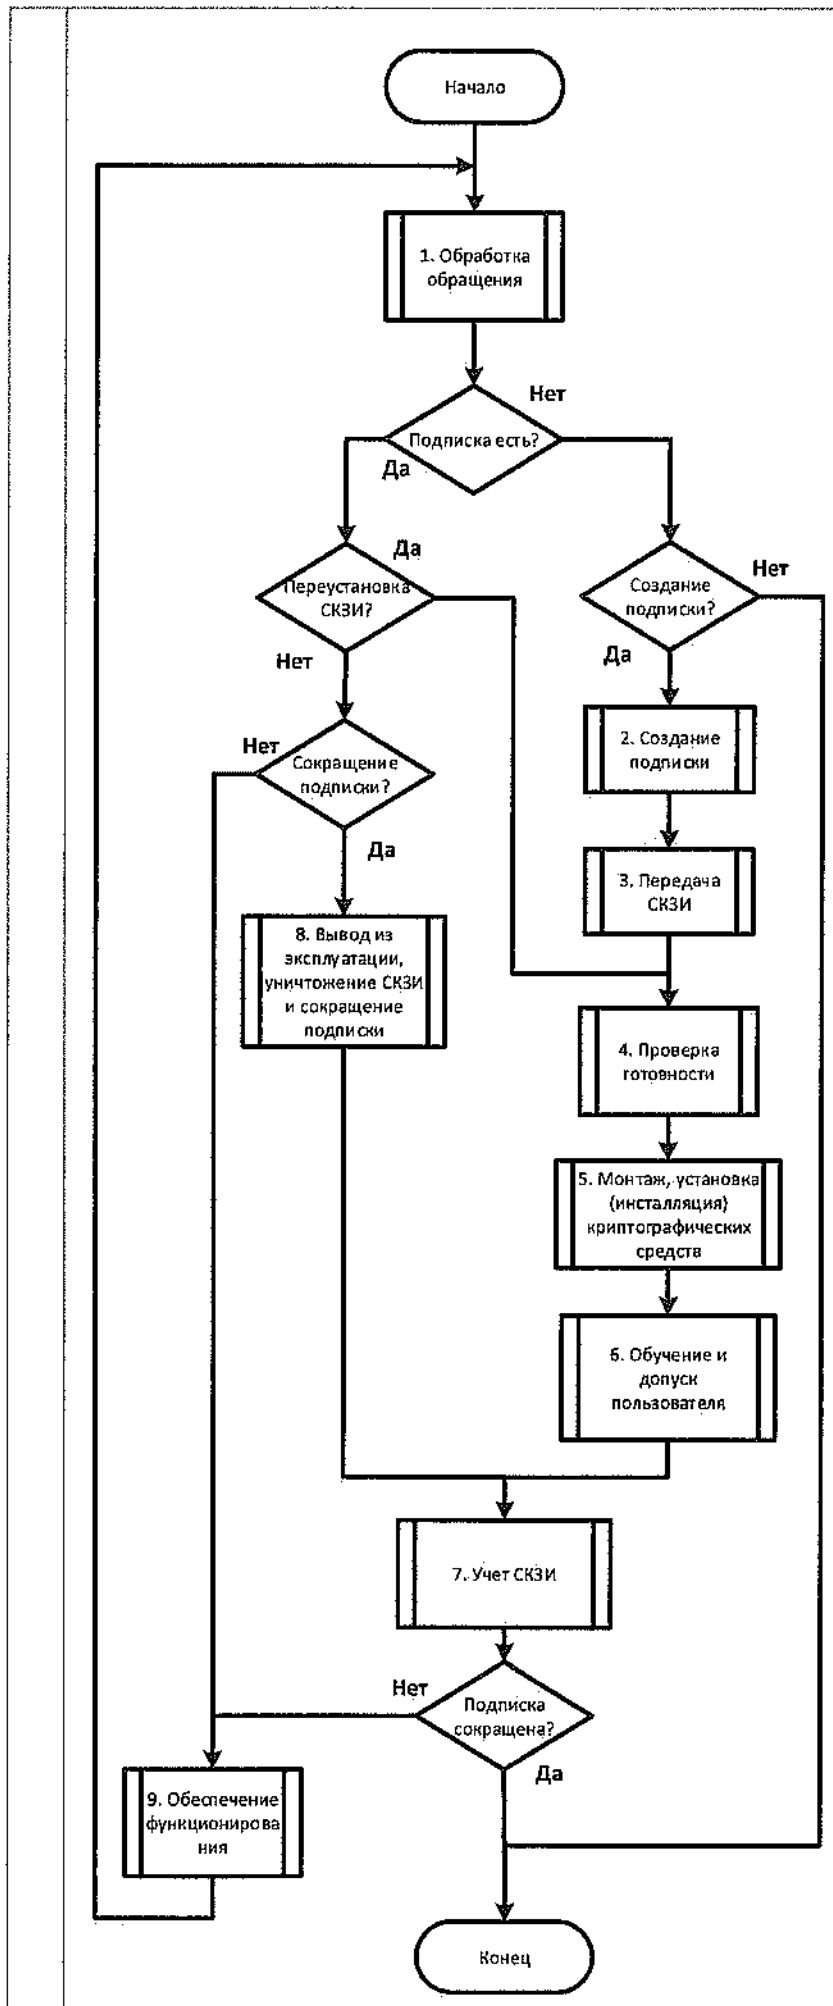 Начало
1. Обработка
обращения
Нет
Подписка есть?
Да
Да
Переустановка
СКЗИ?
Нет
Нет
Создание
подписки?
Да
2. Создание
подписки
Нет
Сокращение
подписки?
Да
3. Передача
СКЗИ
8. Вывод из
эксплуатации,
уничтожение СКЗИ
и сокращение
подписки
4. Проверка
готовности
5. Монтаж, установка
(инсталляция)
криптографических
средств
6. Обучение и
допуск
пользователя
7. Учет СКЗИ
Нет
Подписка
сокращена?
Да
9. Обеспечение
функционирова
ния
Конец